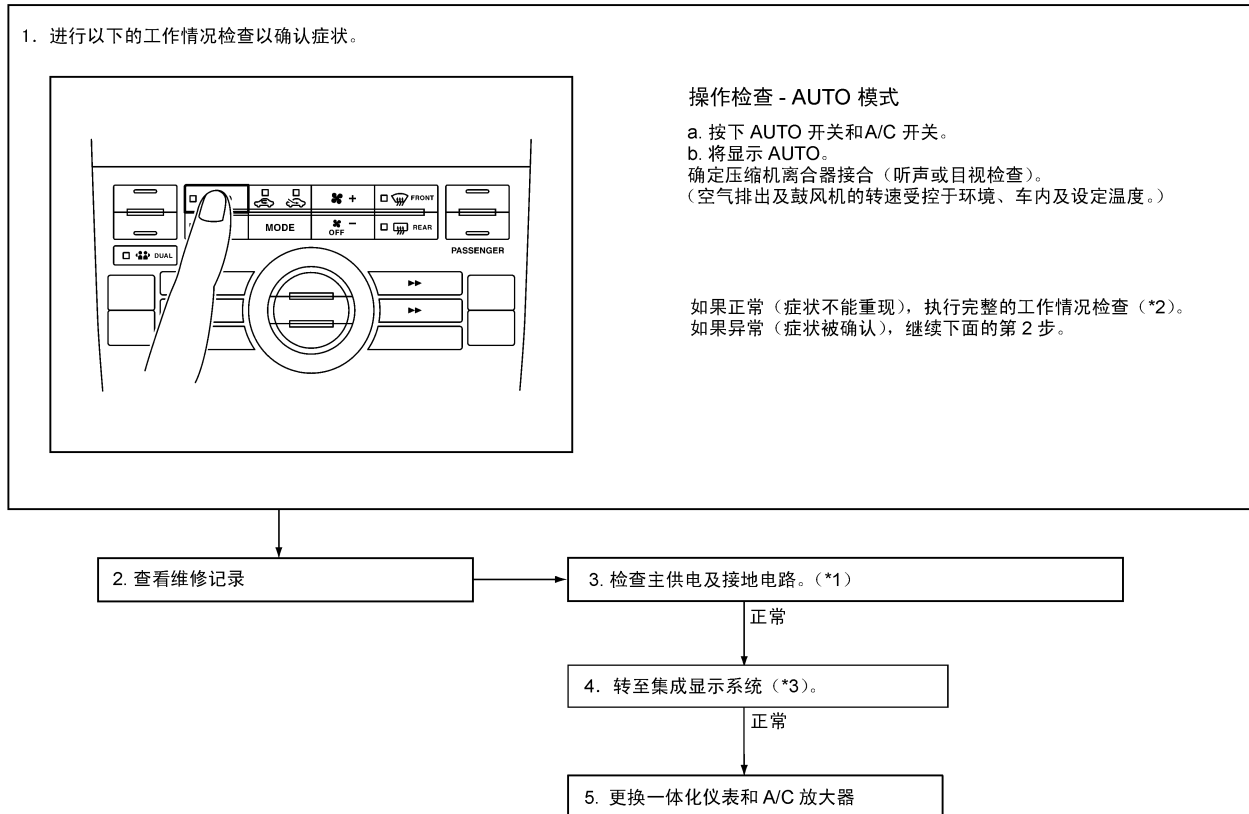 1. 进行以下的工作情况检查以确认症状。
操作检查 - AUTO 模式
a. 按下 AUTO 开关和A/C 开关。
b. 将显示 AUTO。
确定压缩机离合器接合（听声或目视检查）。
（空气排出及鼓风机的转速受控于环境、车内及设定温度。）
如果正常（症状不能重现），执行完整的工作情况检查（*2）。
如果异常（症状被确认），继续下面的第 2 步。
+
FRONT
MODE
−
OFF
REAR
DUAL
PASSENGER
2. 查看维修记录
3. 检查主供电及接地电路。（*1）
正常
4. 转至集成显示系统（*3）。
正常
5. 更换一体化仪表和 A/C 放大器